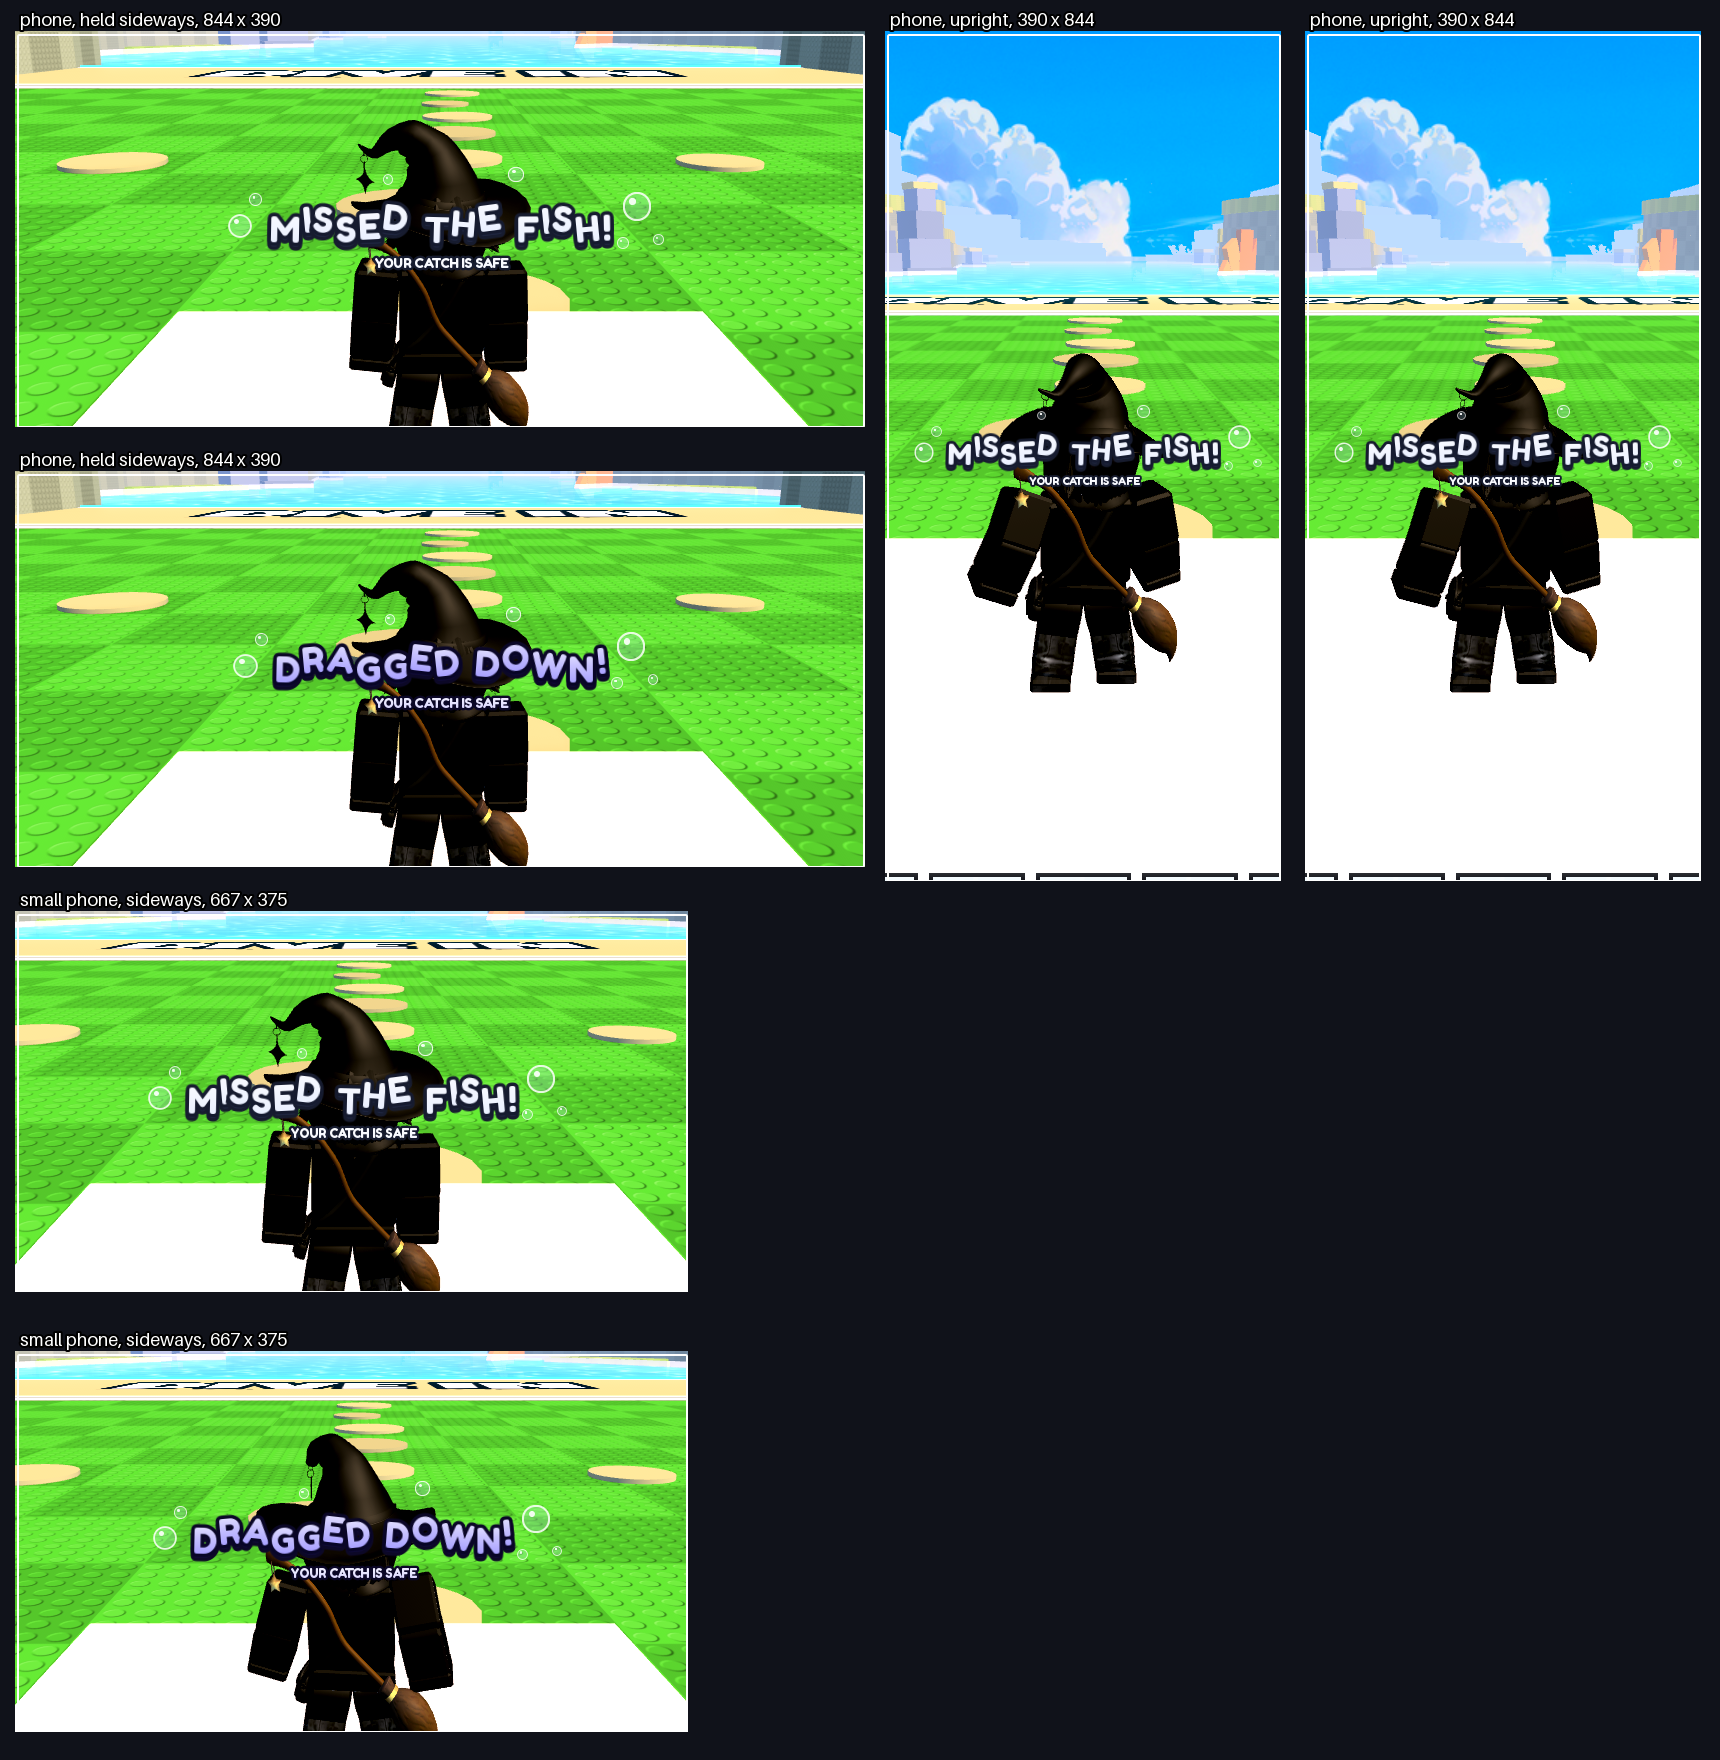 phone, held sideways, 844 x 390
MISSED THE FISH!
YOUR CATCH IS SAFE
phone, held sideways, 844 x 390
DRAGGED DOWN!
YOUR CATCH IS SAFE
small phone, sideways, 667 x 375
MISSED THE FISH!
YOUR CATCH IS SAFE
small phone, sideways, 667 x 375
DRAGGED DOWN!
YOUR CATCH IS SAFE
phone, upright, 390 x 844
MISSED THE FISH!
YOUR CATCH IS SAFE
phone, upright, 390 x 844
MISSED THE FISH!
YOUR CATCH IS SAFE